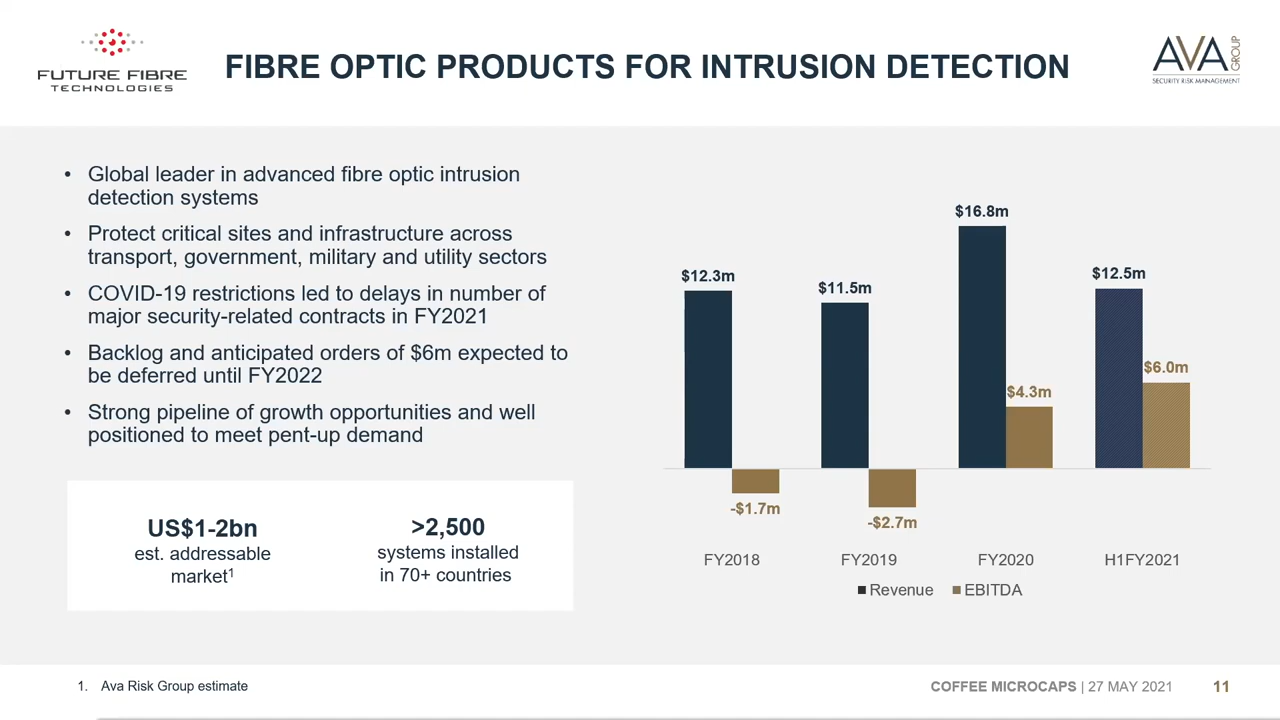 FUTURE FIBRE
TECHNOLOGIES
FIBRE OPTIC PRODUCTS FOR INTRUSION DETECTION
AVA
GROUP
SECURITY RISK MANAGEMENT
• Global leader in advanced fibre optic intrusion
detection systems
• Protect critical sites and infrastructure across
transport, government, military and utility sectors
• COVID-19 restrictions led to delays in number of
major security-related contracts in FY2021
• Backlog and anticipated orders of $6m expected to
be deferred until FY2022
• Strong pipeline of growth opportunities and well
positioned to meet pent-up demand
US$1-2bn
est. addressable
market¹
>2,500
systems installed
in 70+ countries
$12.3m
-$1.7m
$11.5m
-$2.7m
$16.8m
$4.3m
$12.5m
$6.0m
FY2018 FY2019 FY2020 H1FY2021
Revenue EBITDA
1. Ava Risk Group estimate
COFFEE MICROCAPS | 27 MAY 2021 11